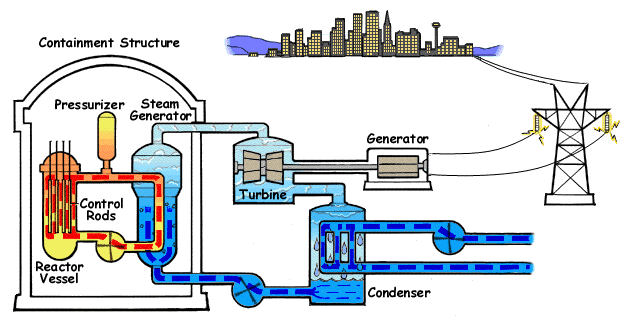 Containment Structure
Pressurizer
Steam
Generator
Control
Rods
Reactor
Vessel
Turbine
Generator
Condenser